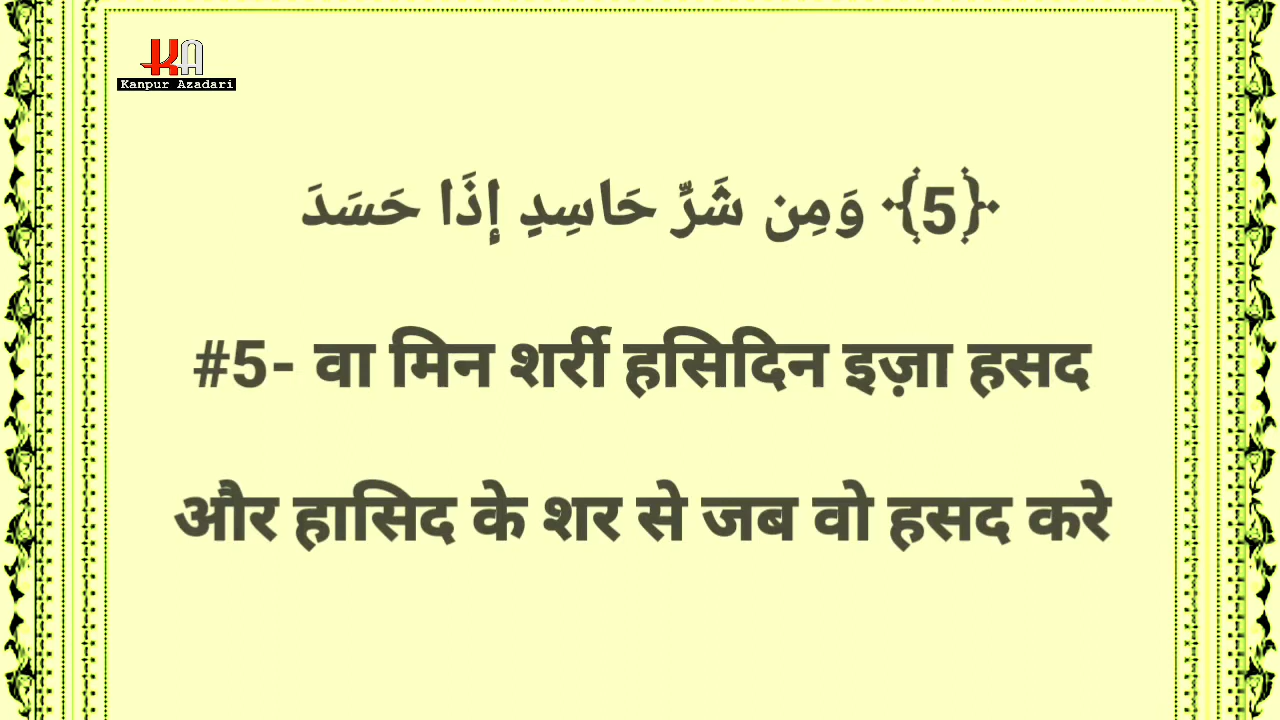 KA
Kanpur Azadari
﴿5﴾ وَمِن شَرِّ حَاسِدٍ إِذَا حَسَدَ
#5- वा मिन शर्री हसिदिन इज़ा हसद
और हासिद के शर से जब वो हसद करे